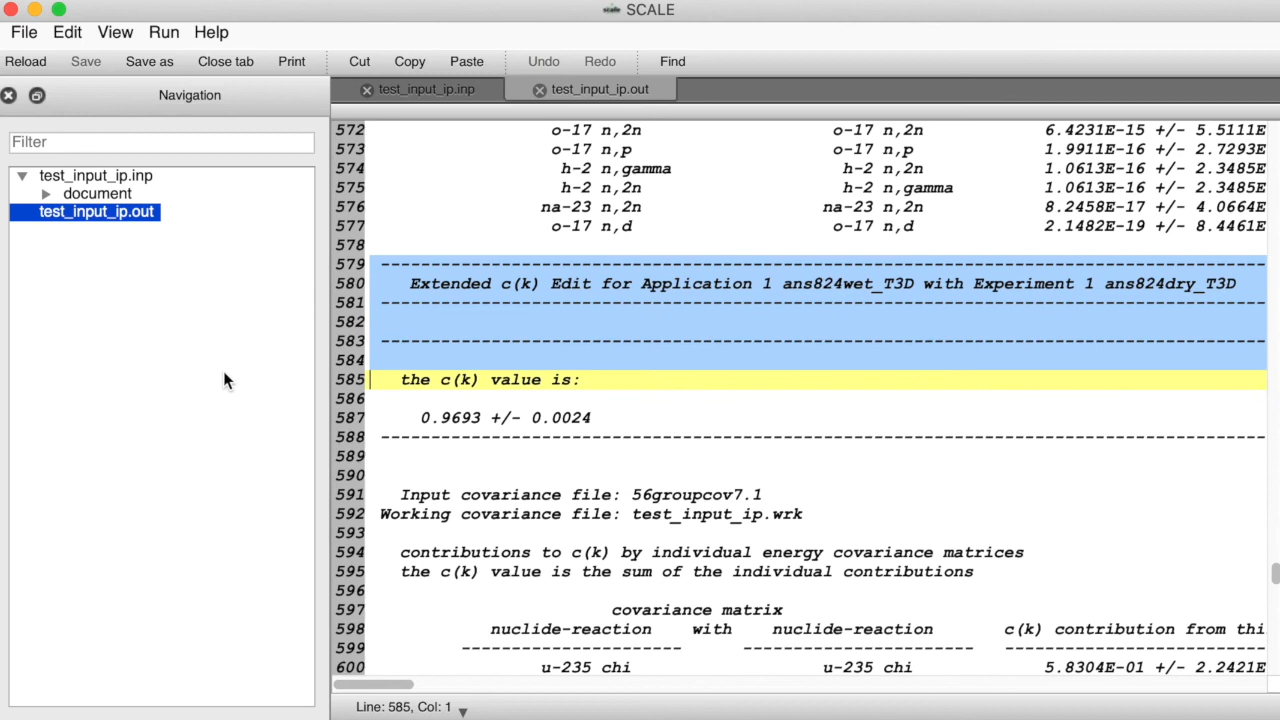 SCALE
File Edit View Run Help
Reload Save Save as Close tab Print Cut Copy Paste Undo Redo Find
Navigation
test_input_ip.inp test_input_ip.out
Filter
test_input_ip.inp
document
test_input_ip.out
572 o-17 n,2n o-17 n,2n 6.4231E-15 +/- 5.5111E
573 o-17 n,p o-17 n,p 1.9911E-16 +/- 2.7293E
574 h-2 n,gamma h-2 n,2n 1.0613E-16 +/- 2.3485E
575 h-2 n,2n h-2 n,gamma 1.0613E-16 +/- 2.3485E
576 na-23 n,2n na-23 n,2n 8.2458E-17 +/- 4.0664E
577 o-17 n,d o-17 n,d 2.1482E-19 +/- 8.4461E
578
579 ----------------------------------------------------------------------------------------
580 Extended c(k) Edit for Application 1 ans824wet_T3D with Experiment 1 ans824dry_T3D
581 ----------------------------------------------------------------------------------------
582
583 ----------------------------------------------------------------------------------------
584
585 the c(k) value is:
586
587 0.9693 +/- 0.0024
588 ----------------------------------------------------------------------------------------
589
590
591 Input covariance file: 56groupcov7.1
592 Working covariance file: test_input_ip.wrk
593
594 contributions to c(k) by individual energy covariance matrices
595 the c(k) value is the sum of the individual contributions
596
597 covariance matrix
598 nuclide-reaction with nuclide-reaction c(k) contribution from thi
599 ---------------------- ----------------------- --------------------------
600 u-235 chi u-235 chi 5.8304E-01 +/- 2.2421E
Line: 585, Col: 1